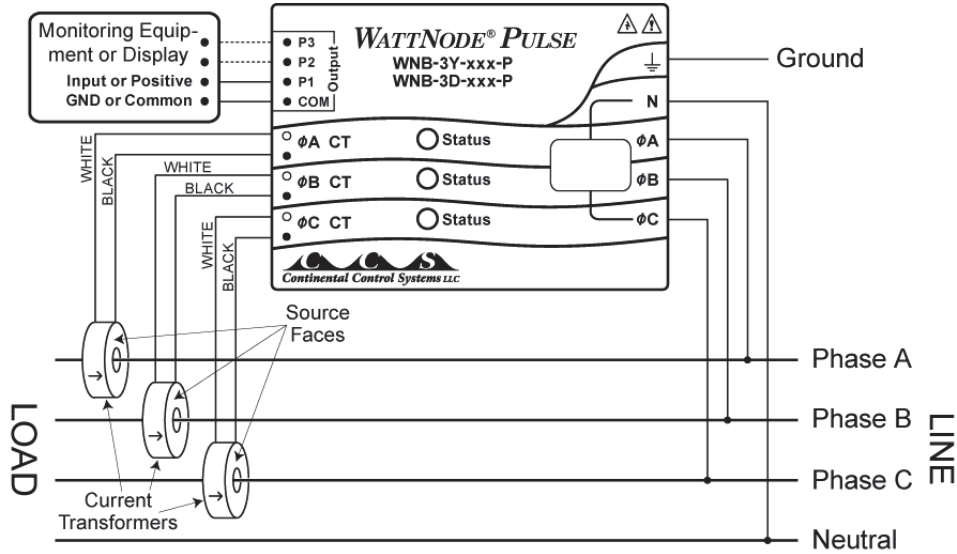 Monitoring Equip-
ment or Display
Input or Positive
GND or Common
P3
P2
P1
COM
Output
WATTNODE® PULSE
WNB-3Y-xxx-P
WNB-3D-xxx-P
Ground
N
ϕA CT
Status
ϕA
ϕB CT
Status
ϕB
ϕC CT
Status
ϕC
WHITE
BLACK
WHITE
BLACK
WHITE
BLACK
C C S
Continental Control Systems LLC
Source
Faces
Phase A
Phase B
Phase C
Neutral
LOAD
LINE
Current
Transformers